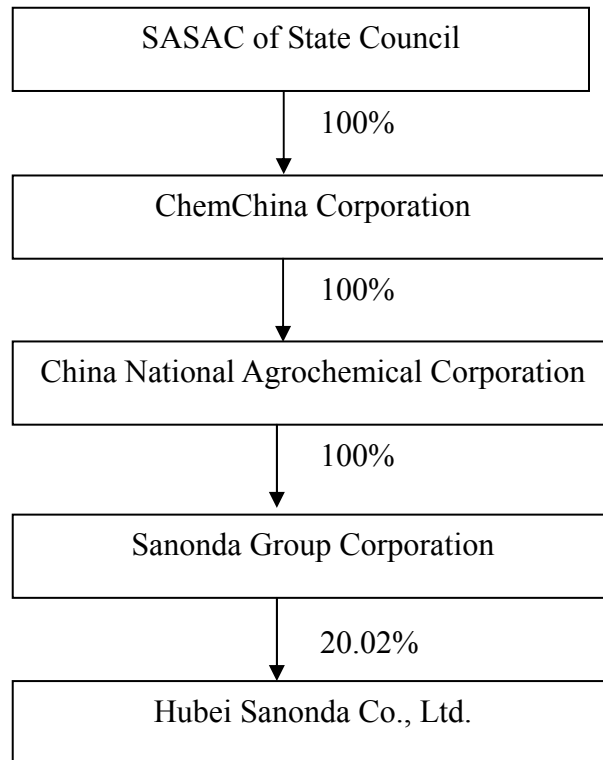 SASAC of State Council
100%
ChemChina Corporation
100%
China National Agrochemical Corporation
100%
Sanonda Group Corporation
20.02%
Hubei Sanonda Co., Ltd.